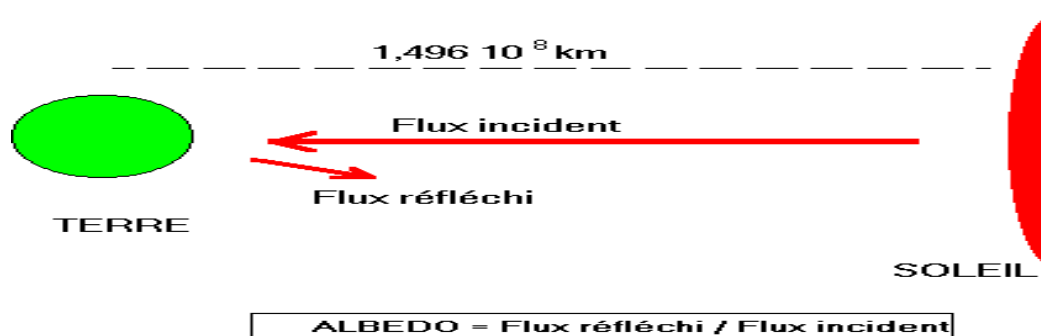 1,496 10 8 km
Flux incident
Flux réfléchi
TERRE
SOLEIL
ALBEDO = Flux réfléchi / Flux incident